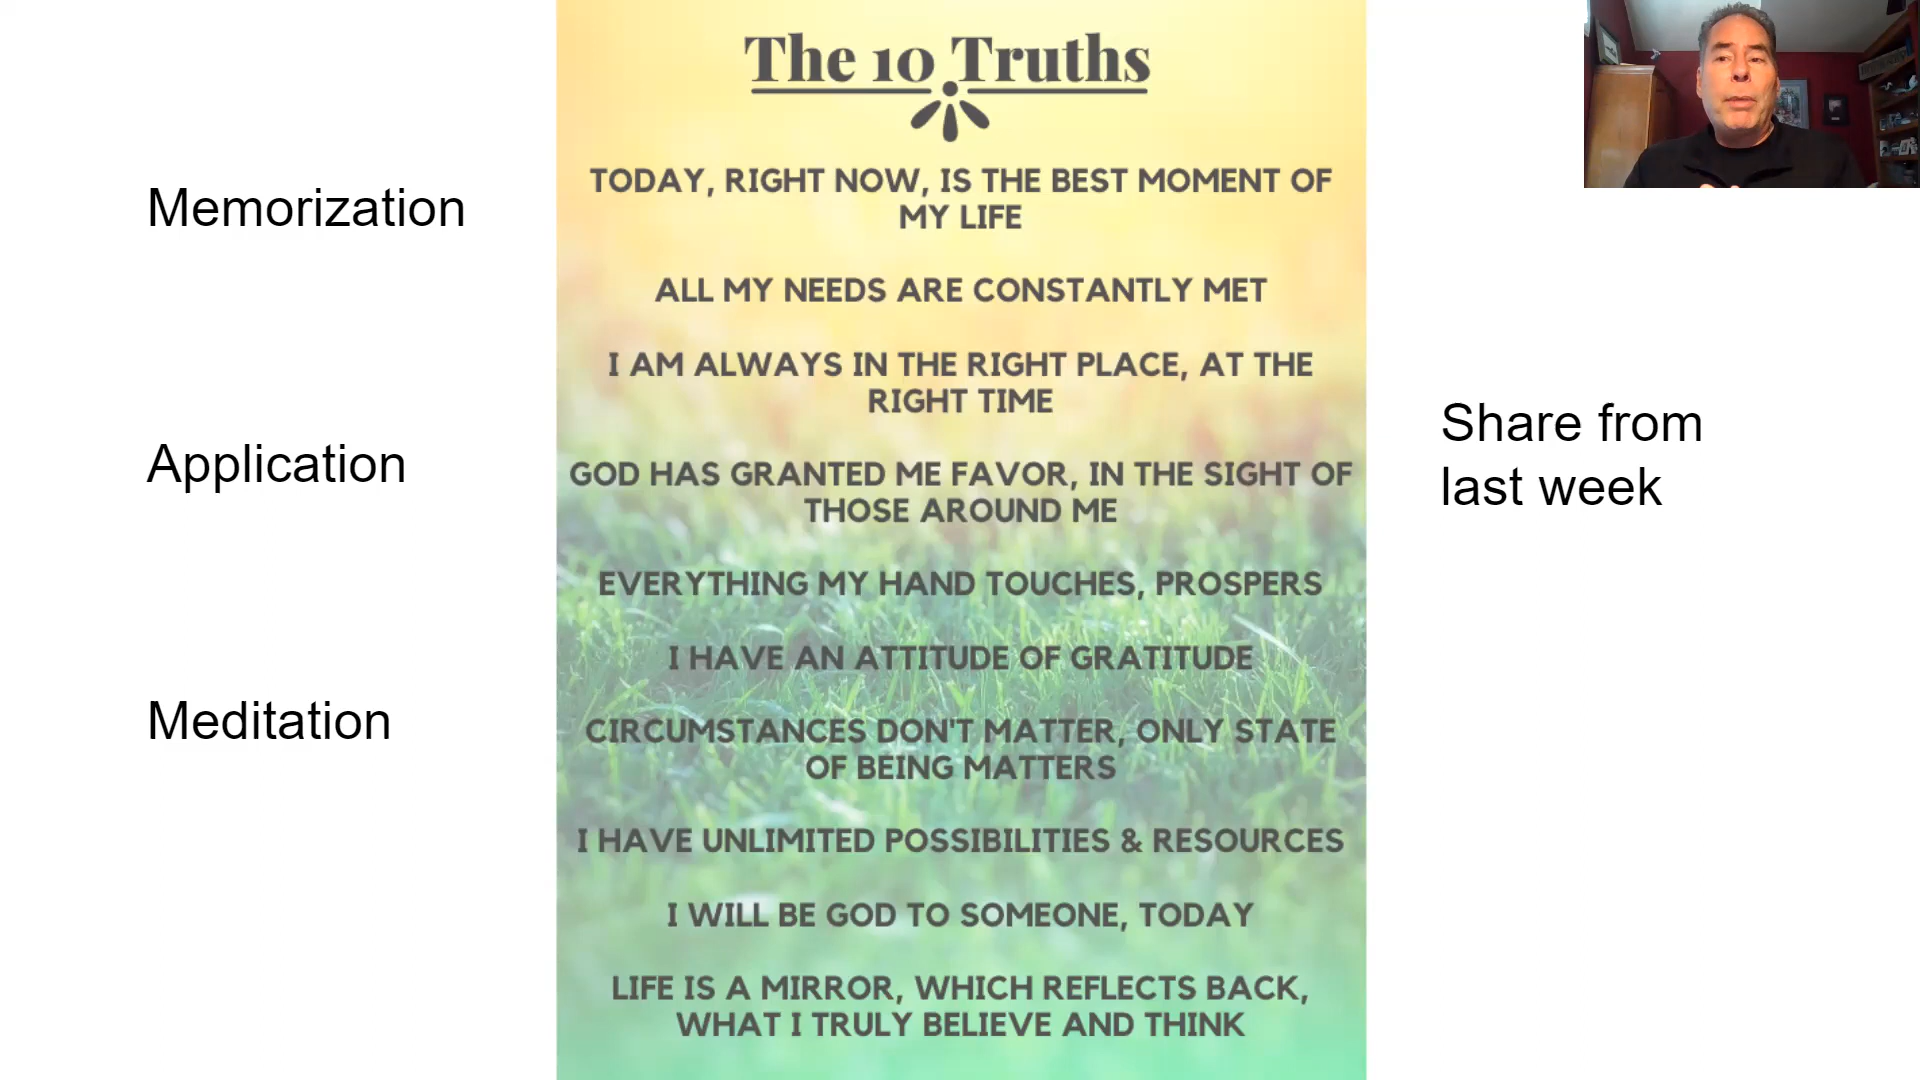 The 10 Truths
Memorization
Application
Meditation
TODAY, RIGHT NOW, IS THE BEST MOMENT OF
MY LIFE
ALL MY NEEDS ARE CONSTANTLY MET
I AM ALWAYS IN THE RIGHT PLACE, AT THE
RIGHT TIME
GOD HAS GRANTED ME FAVOR, IN THE SIGHT OF
THOSE AROUND ME
EVERYTHING MY HAND TOUCHES, PROSPERS
I HAVE AN ATTITUDE OF GRATITUDE
CIRCUMSTANCES DON'T MATTER, ONLY STATE
OF BEING MATTERS
I HAVE UNLIMITED POSSIBILITIES & RESOURCES
I WILL BE GOD TO SOMEONE, TODAY
LIFE IS A MIRROR, WHICH REFLECTS BACK,
WHAT I TRULY BELIEVE AND THINK
Share from
last week